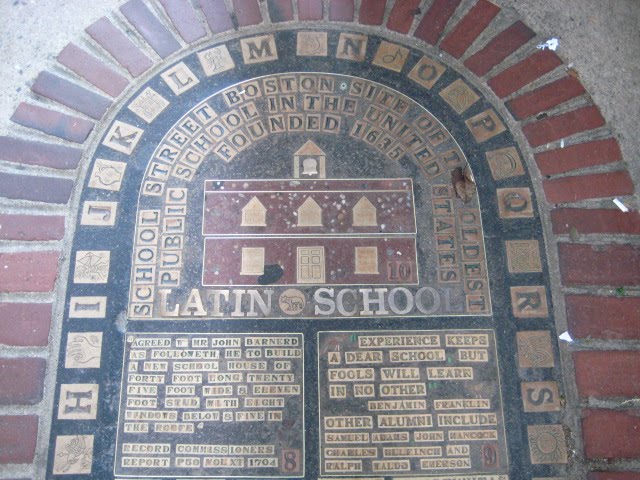 H I J K L M N O P Q R S
SCHOOL STREET BOSTON SITE OF THE OLDEST
PUBLIC SCHOOL IN THE UNITED STATES
FOUNDED 1635
10
LATIN SCHOOL
AGREED W MR JOHN BARNERD
AS FOLLOWETH HE TO BUILD
A NEW SCHOOL HOUSE OF
FORTY FOOT LONG TWENTY
FIVE FOOT WIDE & ELEVEN
FOOT STUD WITH EIGHT
WINDOWS BELOW & FIVE IN
THE ROOFE
RECORD COMMISSIONERS
REPORT P58 1704 8
EXPERIENCE KEEPS
A DEAR SCHOOL BUT
FOOLS WILL LEARN
IN NO OTHER
BENJAMIN FRANKLIN
OTHER ALUMNI INCLUDE
SAMUEL ADAMS JOHN HANCOCK
CHARLES BULFINCH AND
RALPH WALDO EMERSON
9